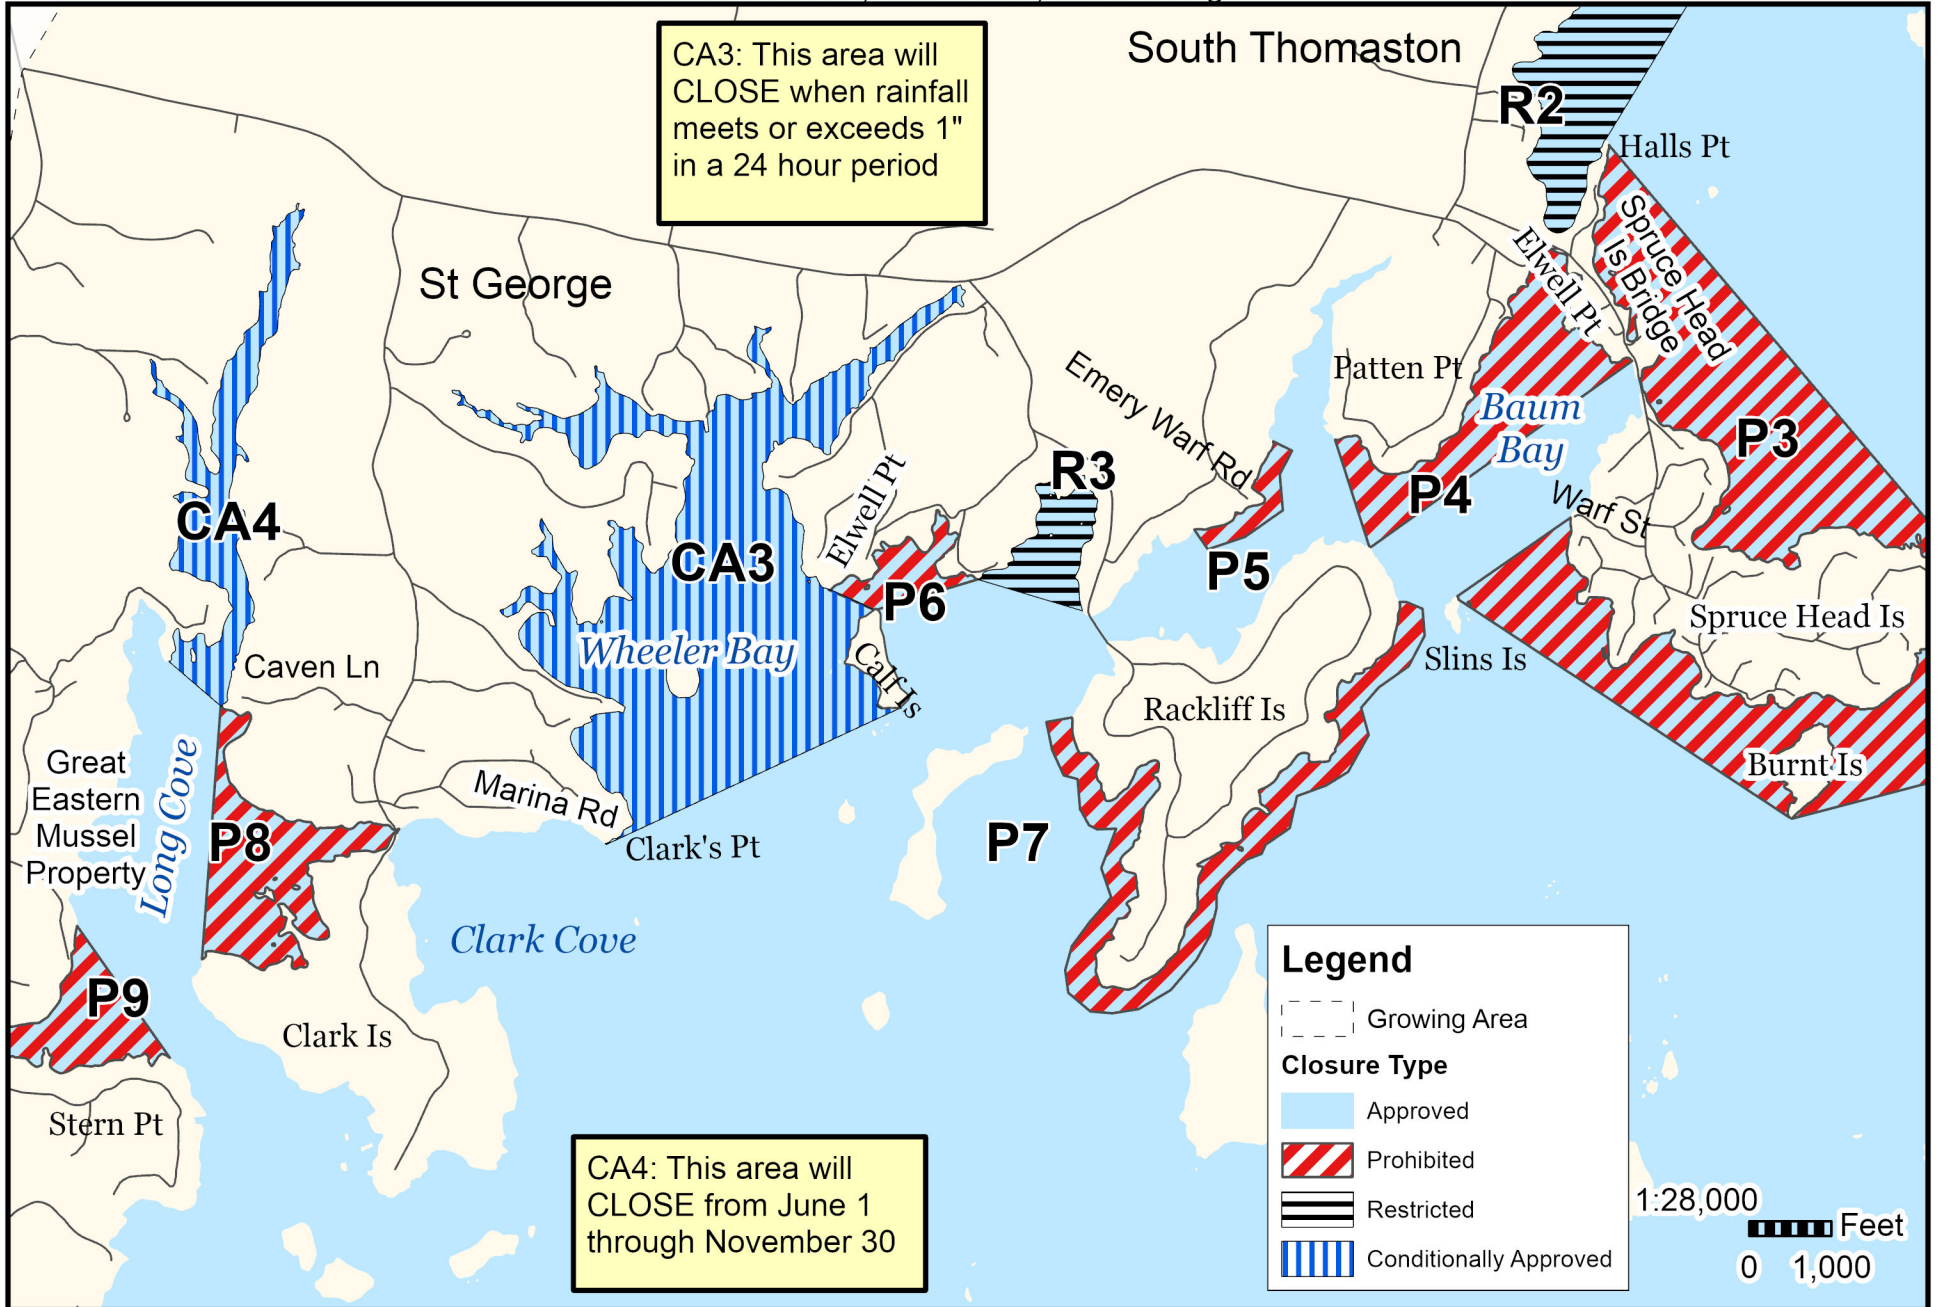 CA3: This area will
CLOSE when rainfall
meets or exceeds 1"
in a 24 hour period
South Thomaston
R2
Halls Pt
Spruce Head
Is Bridge
Elwell Pt
St George
Patten Pt
Emery Warf Rd
Baum
Bay
P3
R3
P4
Warf St
Elwell Pt
CA4
CA3
P5
P6
Spruce Head Is
Wheeler Bay
Slins Is
Caven Ln
Calf Is
Rackliff Is
Great
Eastern
Mussel
Property
Burnt Is
Long Cove
Marina Rd
P8
Clark's Pt
P7
Clark Cove
P9
Clark Is
Stern Pt
CA4: This area will
CLOSE from June 1
through November 30
Legend
Growing Area
Closure Type
Approved
Prohibited
Restricted
Conditionally Approved
1:28,000
Feet
0 1,000